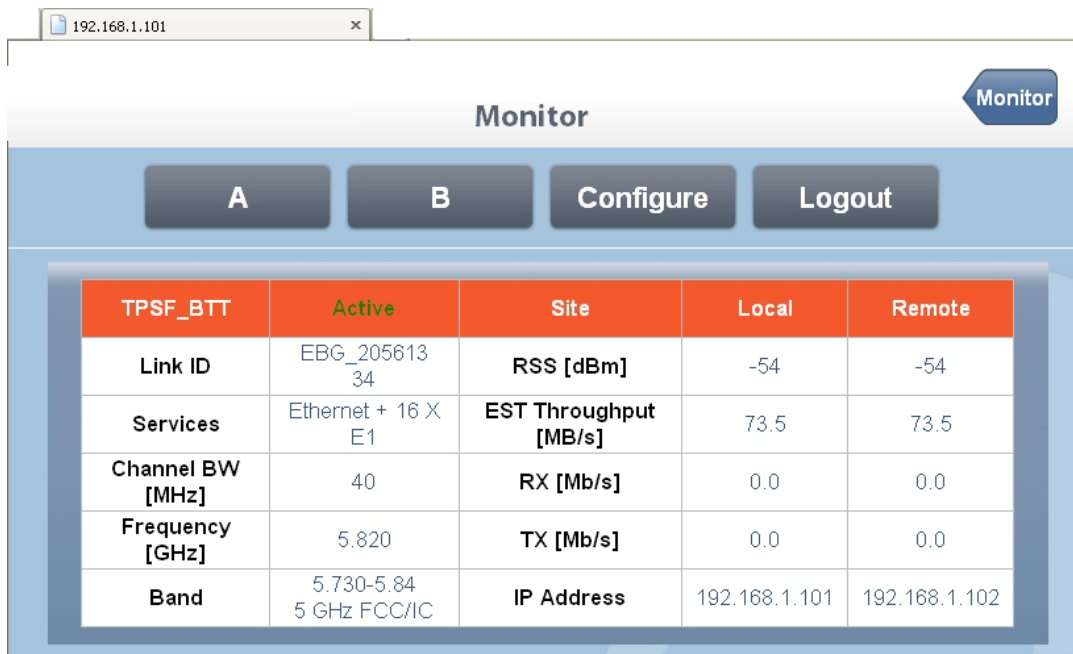 192.168.1.101
Monitor
Monitor
A
B
Configure
Logout
TPSF_BTT
Active
Site
Local
Remote
Link ID
EBG_205613
34
RSS [dBm]
-54
-54
Services
Ethernet + 16 X
E1
EST Throughput
[MB/s]
73.5
73.5
Channel BW
[MHz]
40
RX [Mb/s]
0.0
0.0
Frequency
[GHz]
5.820
TX [Mb/s]
0.0
0.0
Band
5.730-5.84
5 GHz FCC/IC
IP Address
192.168.1.101
192.168.1.102